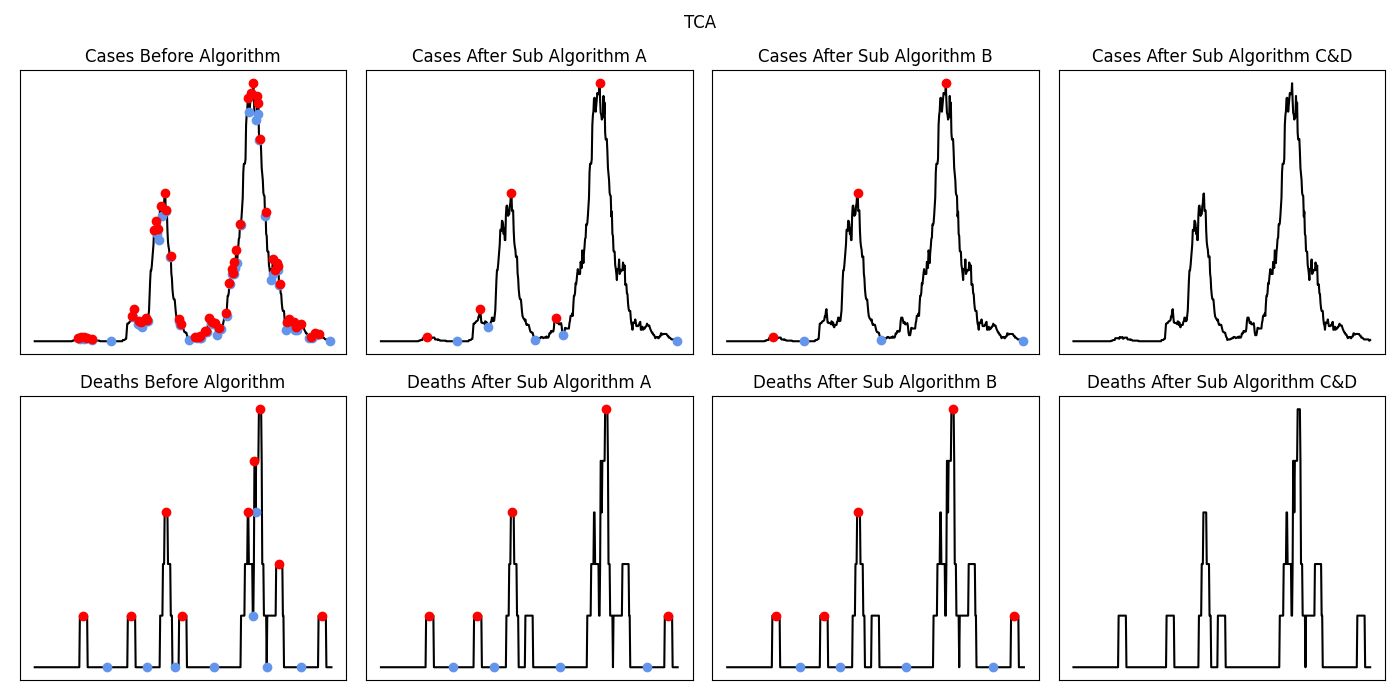 TCA
Cases Before Algorithm
Cases After Sub Algorithm A
Cases After Sub Algorithm B
Cases After Sub Algorithm C&D
Deaths Before Algorithm
Deaths After Sub Algorithm A
Deaths After Sub Algorithm B
Deaths After Sub Algorithm C&D